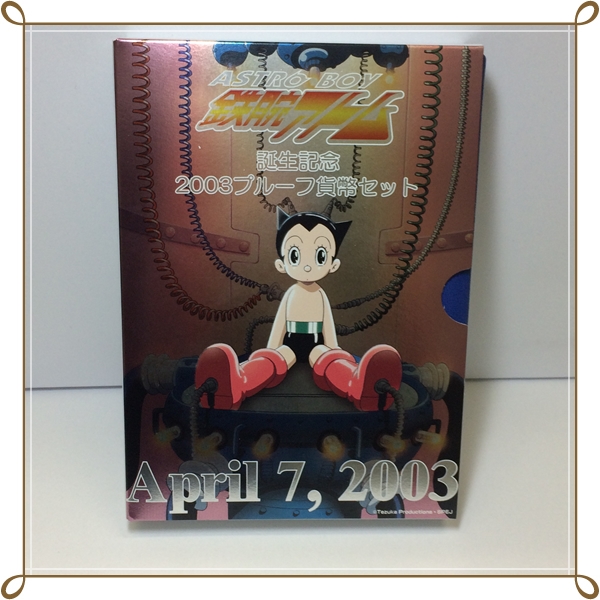 ASTRO BOY
鉄腕アトム
誕生記念
2003プルーフ貨幣セット
April 7, 2003
©Tezuka Productions・SPEJ